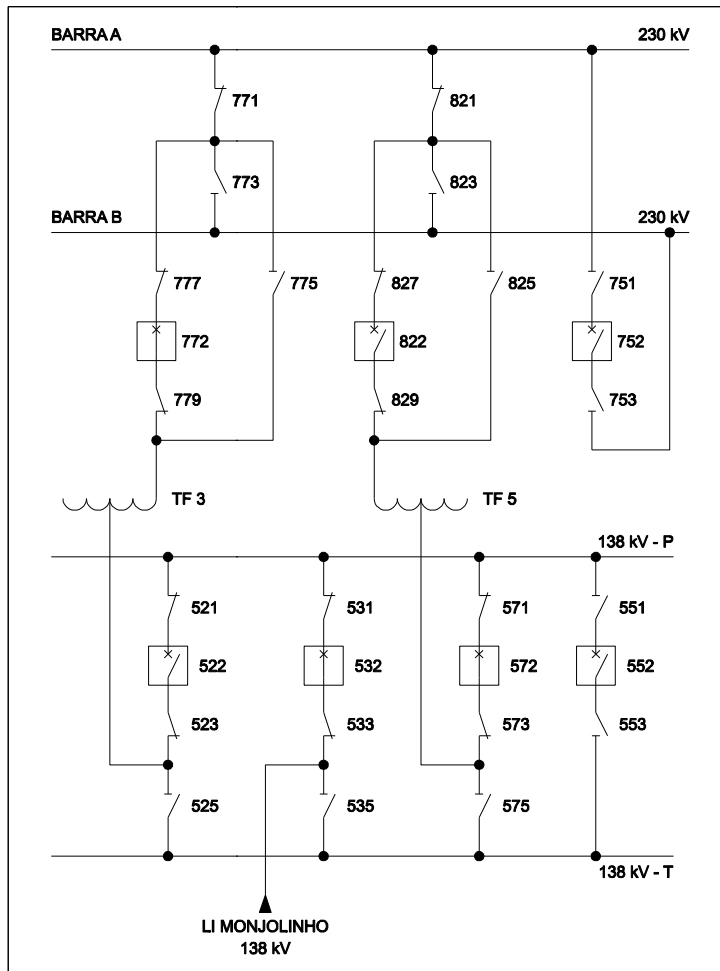 BARRA A 230 kV
771 821
773 823
BARRA B 230 kV
777 775 827 825 751
772 822 752
779 829 753
TF 3 TF 5
138 kV - P
521 531 571 551
522 532 572 552
523 533 573 553
525 535 575
138 kV - T
LI MONJOLINHO
138 kV